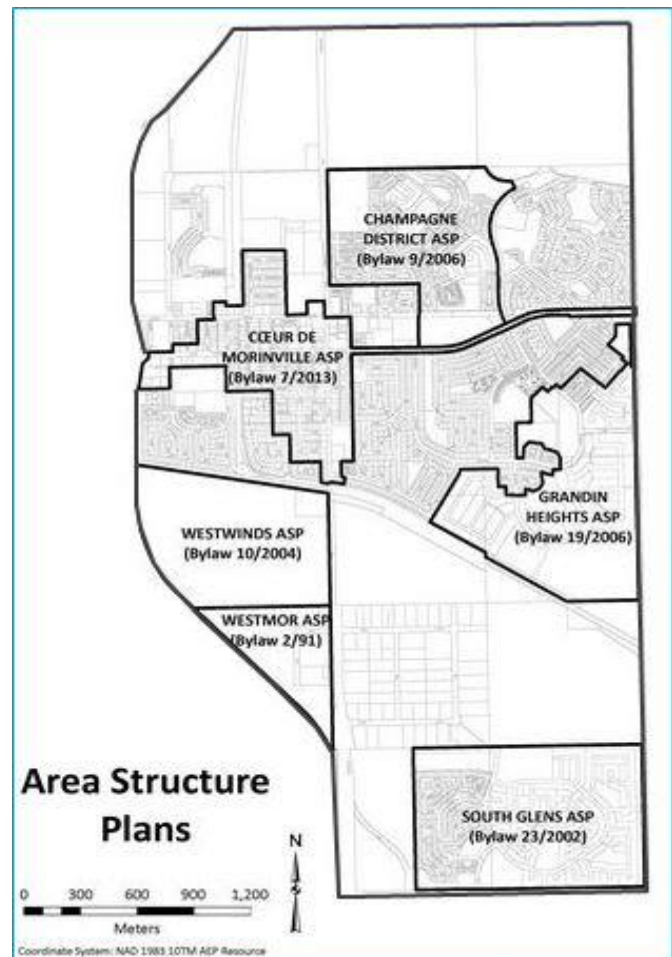 CHAMPAGNE
DISTRICT ASP
(Bylaw 9/2006)
CŒUR DE
MORINVILLE ASP
(Bylaw 7/2013)
GRANDIN
HEIGHTS ASP
(Bylaw 19/2006)
WESTWINDS ASP
(Bylaw 10/2004)
WESTMOR ASP
(Bylaw 2/91)
SOUTH GLENS ASP
(Bylaw 23/2002)
Area Structure
Plans
N
0 300 600 900 1,200
Meters
Coordinate System: NAD 1983 10TM AEP Resource